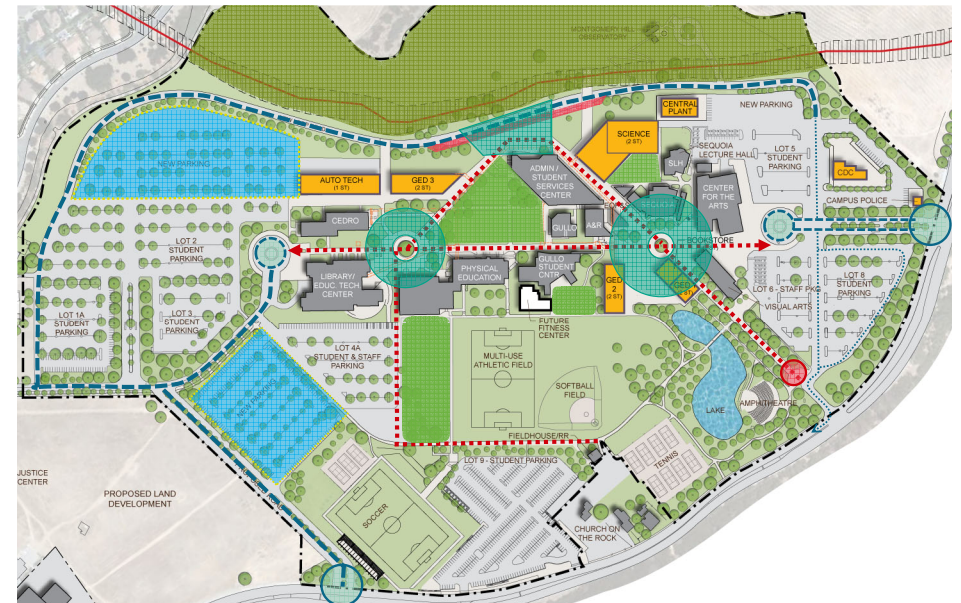 MONTGOMERY HILL
OBSERVATORY
CENTRAL
PLANT
NEW PARKING
SCIENCE
(2 ST)
SEQUOIA
LECTURE HALL
SLH
LOT 5
STUDENT
PARKING
NEW PARKING
AUTO TECH
(1 ST)
GED 3
(2 ST)
ADMIN /
STUDENT
SERVICES
CENTER
CENTER
FOR THE
ARTS
CDC
CAMPUS POLICE
CEDRO
GULLO
A&R
BOOKSTORE
LOT 2
STUDENT
PARKING
LIBRARY/
EDUC TECH
CENTER
PHYSICAL
EDUCATION
GULLO
STUDENT
CNTR
GED
2
(2 ST)
GED
LOT 6 - STAFF PKG
LOT 8
STUDENT
PARKING
VISUAL ARTS
LOT 1A
STUDENT
PARKING
LOT 3
STUDENT
PARKING
FUTURE
FITNESS
CENTER
LOT 4A
STUDENT & STAFF
PARKING
MULTI-USE
ATHLETIC FIELD
SOFTBALL
FIELD
LAKE
AMPHITHEATRE
NEW PARKING
FIELDHOUSE/RR
LOT 9 - STUDENT PARKING
TENNIS
JUSTICE
CENTER
PROPOSED LAND
DEVELOPMENT
SOCCER
CHURCH ON
THE ROCK